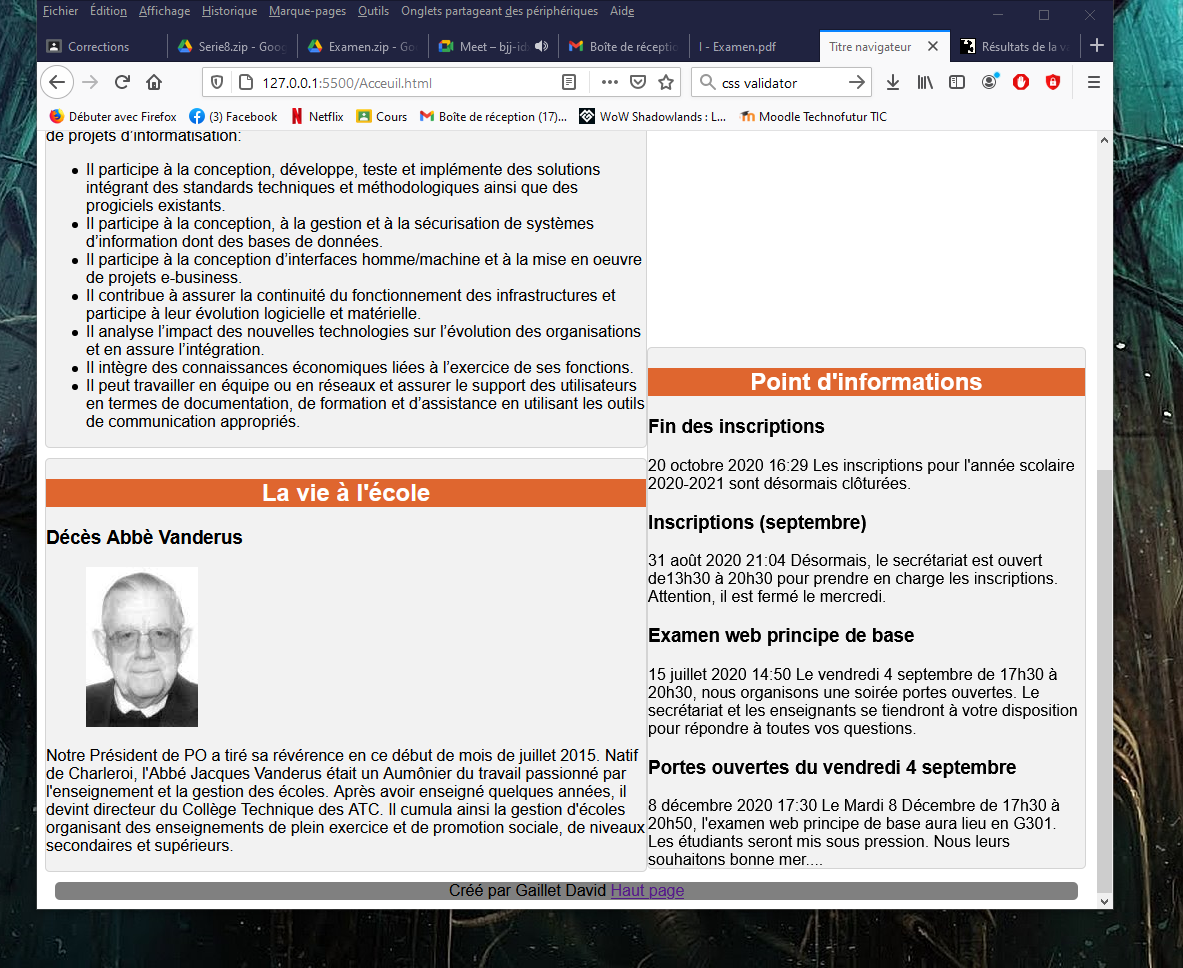 Fichier Édition Affichage Historique Marque-pages Outils Onglets partageant des périphériques Aide
Corrections Serie8.zip - Goo Examen.zip - Go Meet – bjj-id Boîte de réceptio I - Examen.pdf Titre navigateur Résultats de la v
127.0.0.1:5500/Acceuil.html css validator
Débuter avec Firefox (3) Facebook Netflix Cours Boîte de réception (17)... WoW Shadowlands : L... Moodle Technofutur TIC
de projets d’informatisation:
Il participe à la conception, développe, teste et implémente des solutions
intégrant des standards techniques et méthodologiques ainsi que des
progiciels existants.
Il participe à la conception, à la gestion et à la sécurisation de systèmes
d’information dont des bases de données.
Il participe à la conception d’interfaces homme/machine et à la mise en oeuvre
de projets e-business.
Il contribue à assurer la continuité du fonctionnement des infrastructures et
participe à leur évolution logicielle et matérielle.
Il analyse l’impact des nouvelles technologies sur l’évolution des organisations
et en assure l’intégration.
Il intègre des connaissances économiques liées à l’exercice de ses fonctions.
Il peut travailler en équipe ou en réseaux et assurer le support des utilisateurs
en termes de documentation, de formation et d’assistance en utilisant les outils
de communication appropriés.
La vie à l'école
Décès Abbè Vanderus
Notre Président de PO a tiré sa révérence en ce début de mois de juillet 2015. Natif
de Charleroi, l'Abbé Jacques Vanderus était un Aumônier du travail passionné par
l'enseignement et la gestion des écoles. Après avoir enseigné quelques années, il
devint directeur du Collège Technique des ATC. Il cumula ainsi la gestion d'écoles
organisant des enseignements de plein exercice et de promotion sociale, de niveaux
secondaires et supérieurs.
Point d'informations
Fin des inscriptions
20 octobre 2020 16:29 Les inscriptions pour l'année scolaire
2020-2021 sont désormais clôturées.
Inscriptions (septembre)
31 août 2020 21:04 Désormais, le secrétariat est ouvert
de13h30 à 20h30 pour prendre en charge les inscriptions.
Attention, il est fermé le mercredi.
Examen web principe de base
15 juillet 2020 14:50 Le vendredi 4 septembre de 17h30 à
20h30, nous organisons une soirée portes ouvertes. Le
secrétariat et les enseignants se tiendront à votre disposition
pour répondre à toutes vos questions.
Portes ouvertes du vendredi 4 septembre
8 décembre 2020 17:30 Le Mardi 8 Décembre de 17h30 à
20h50, l'examen web principe de base aura lieu en G301.
Les étudiants seront mis sous pression. Nous leurs
souhaitons bonne mer....
Créé par Gaillet David Haut page